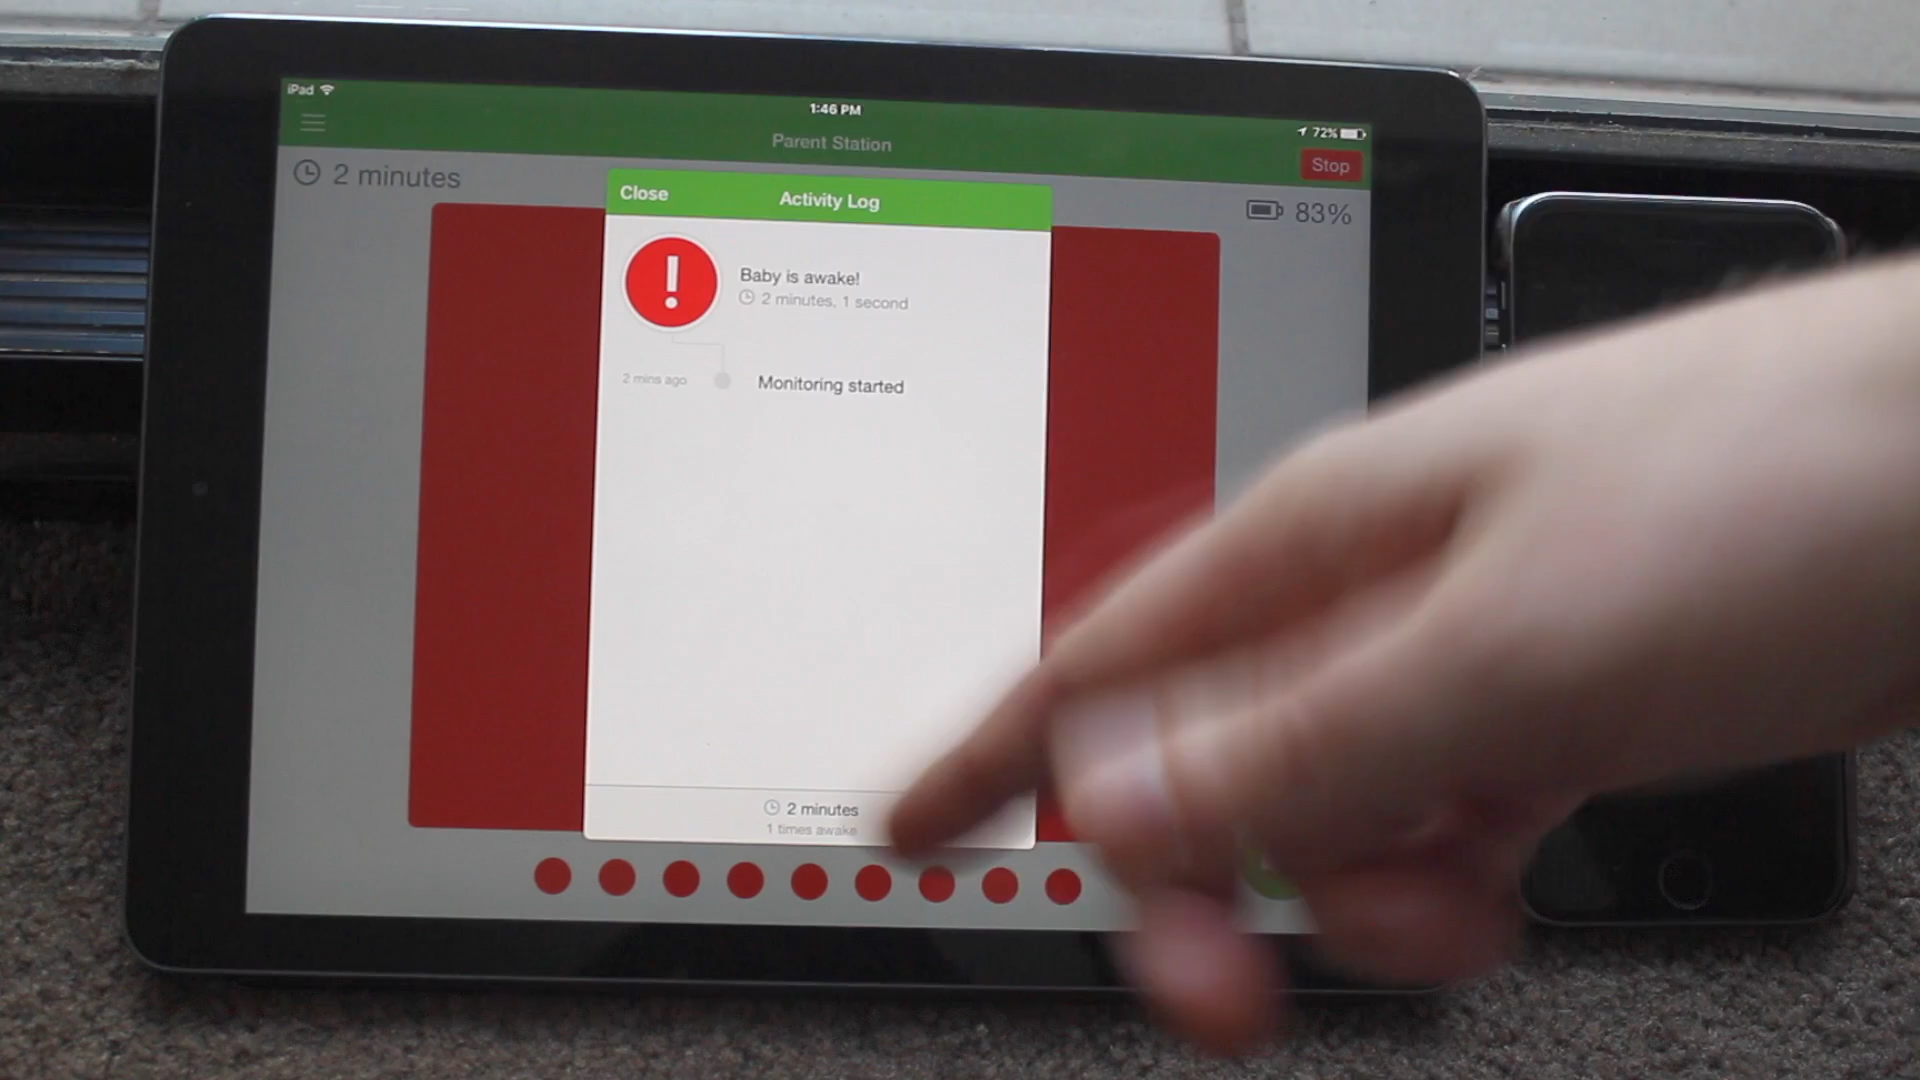 iPad
1:46 PM
72%
Parent Station
Stop
2 minutes
83%
Close
Activity Log
!
Baby is awake!
2 minutes, 1 second
2 mins ago
Monitoring started
2 minutes
1 times awake